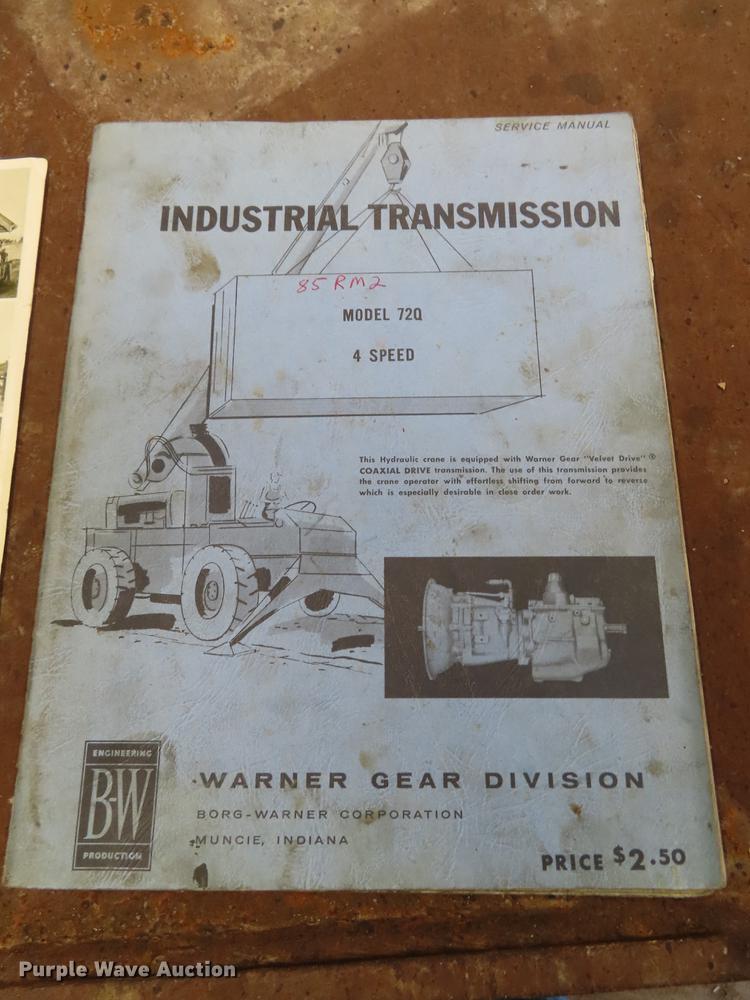 SERVICE MANUAL
INDUSTRIAL TRANSMISSION
85 RM2
MODEL 72Q
4 SPEED
This Hydraulic crane is equipped with Warner Gear "Velvet Drive"®
COAXIAL DRIVE transmission. The use of this transmission provides
the crane operator with effortless shifting from forward to reverse
which is especially desirable in close order work.
ENGINEERING
B-W
PRODUCTION
WARNER GEAR DIVISION
BORG-WARNER CORPORATION
MUNCIE, INDIANA
PRICE $2.50
Purple Wave Auction